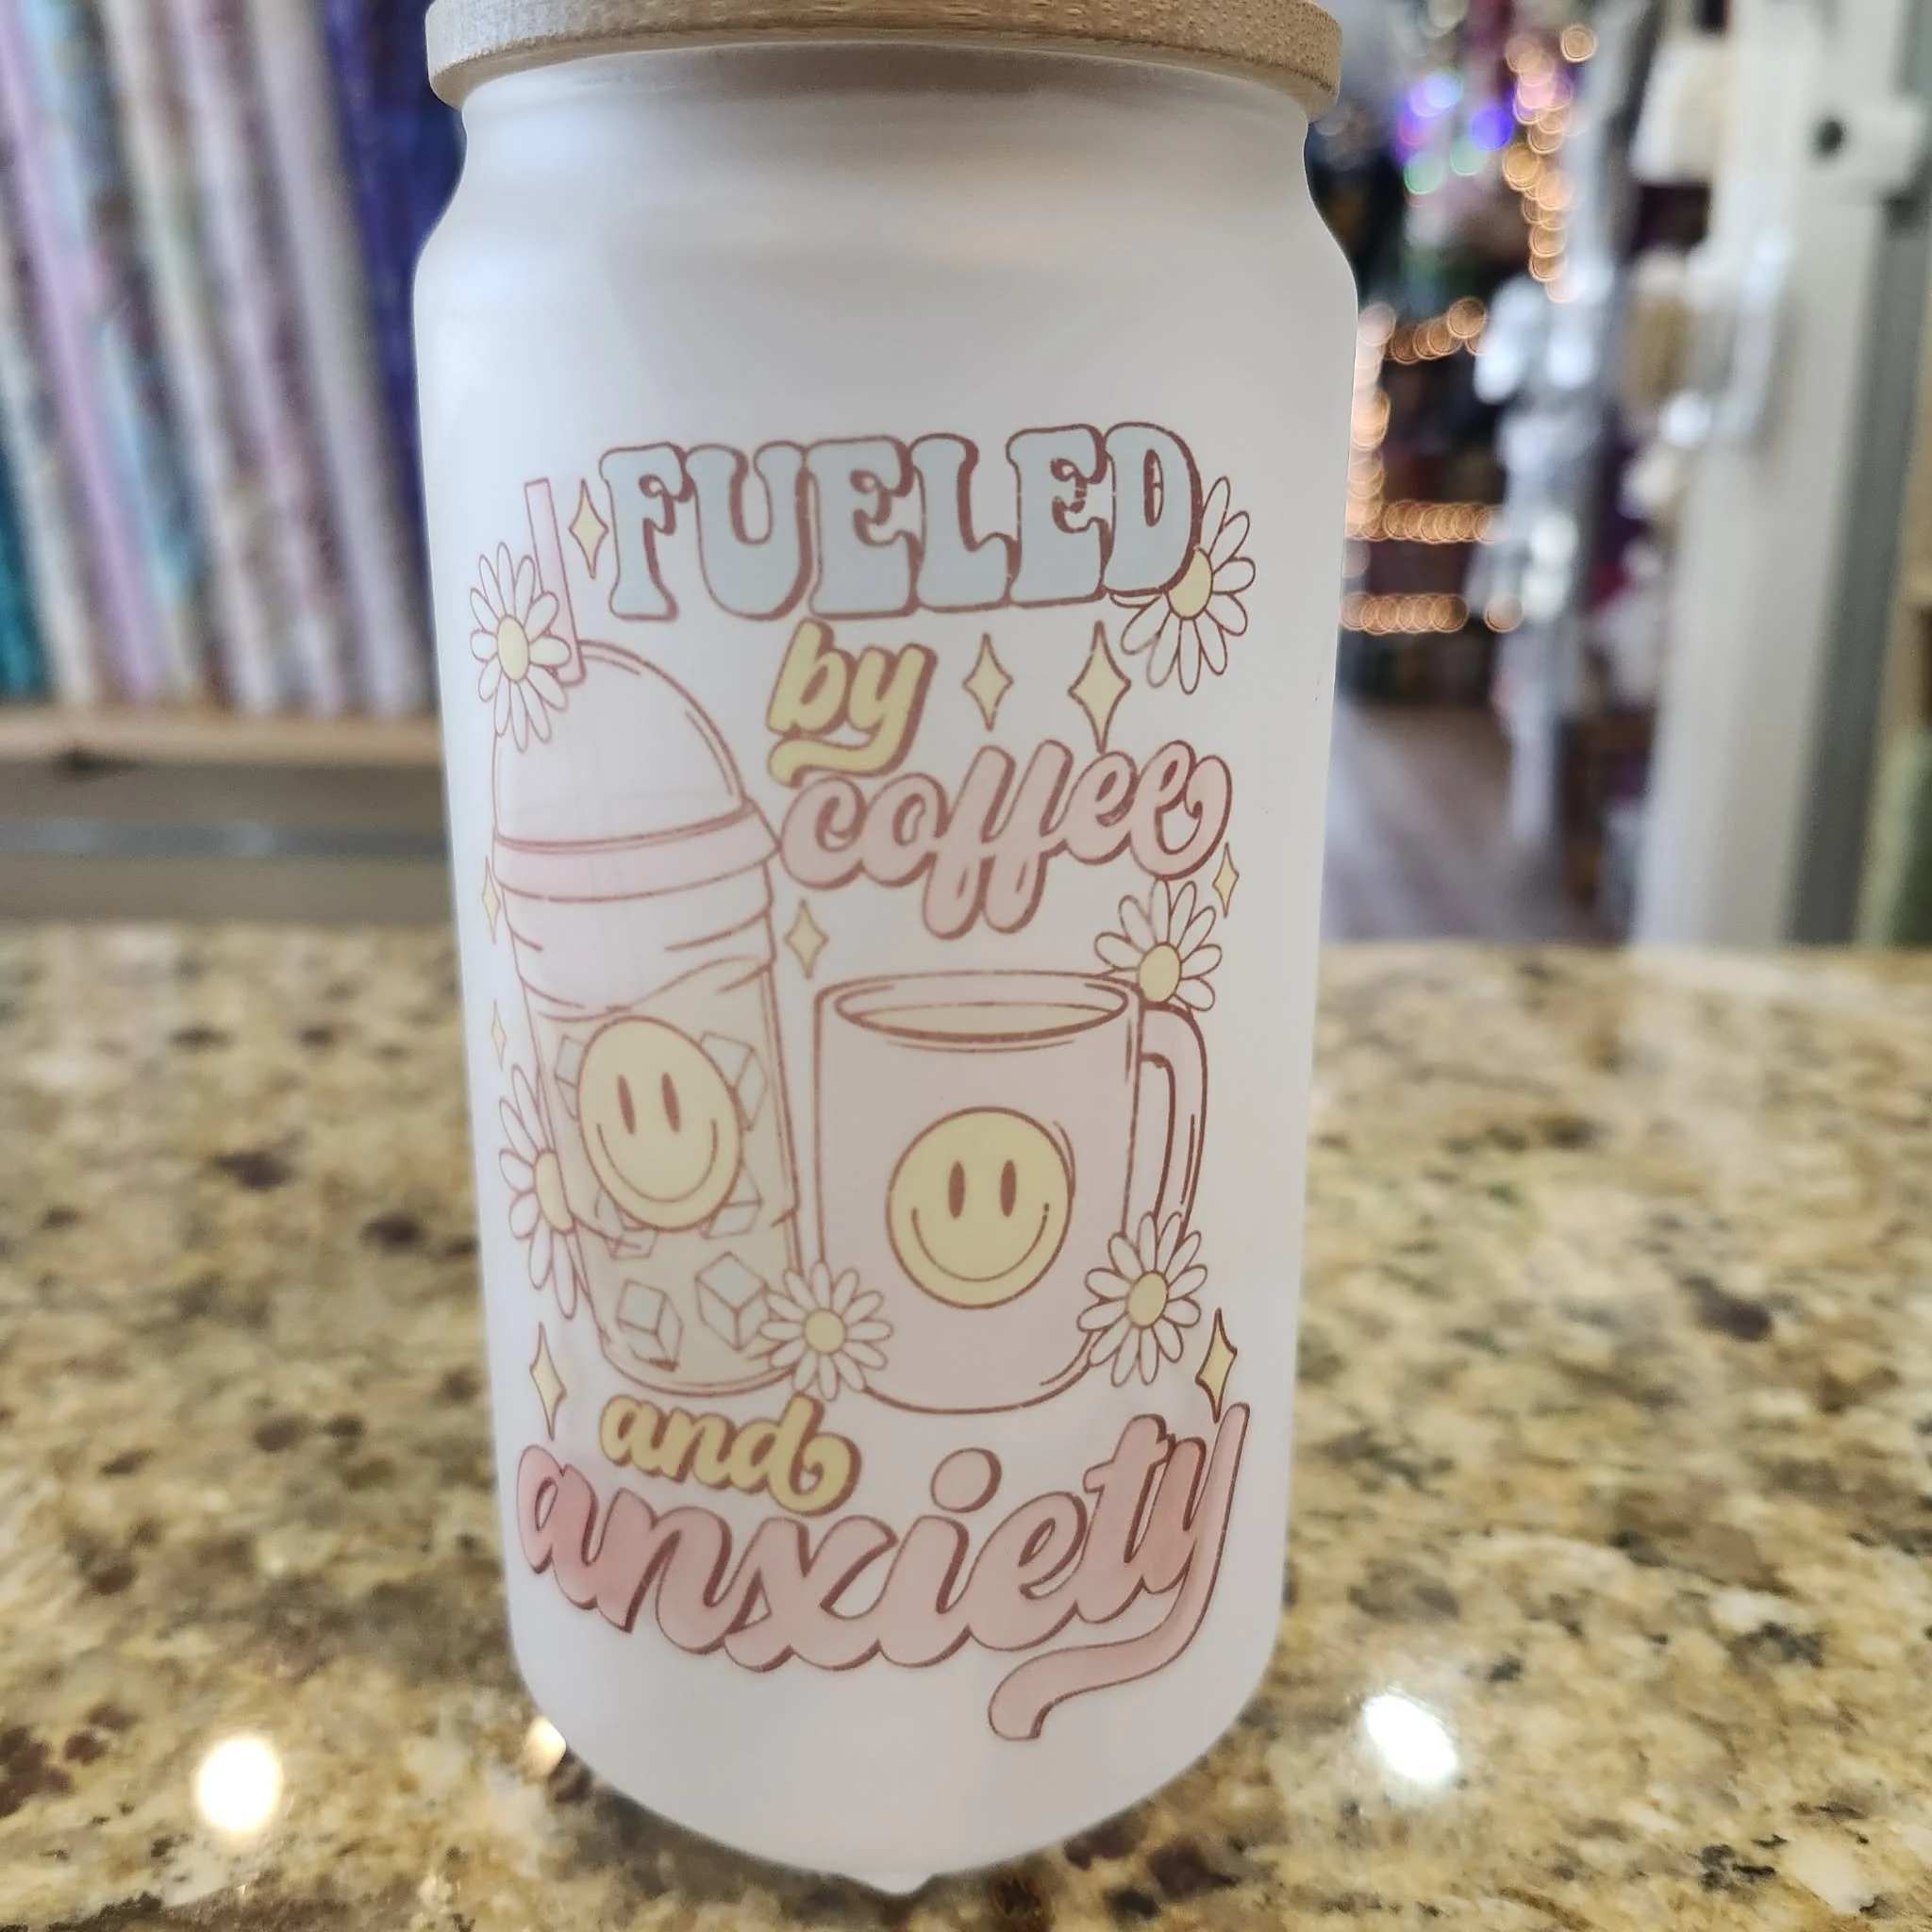 FUELED
by
coffee
and
anxiety